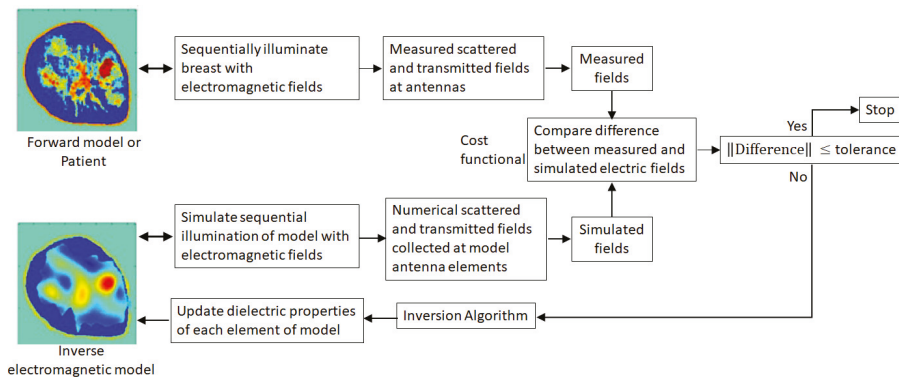 Forward model or
Patient
Sequentially illuminate
breast with
electromagnetic fields
Measured scattered
and transmitted fields
at antennas
Measured
fields
Cost
functional
Compare difference
between measured and
simulated electric fields
‖Difference‖ ≤ tolerance
Yes
Stop
No
Simulate sequential
illumination of model with
electromagnetic fields
Numerical scattered
and transmitted fields
collected at model
antenna elements
Simulated
fields
Inversion Algorithm
Update dielectric properties
of each element of model
Inverse
electromagnetic model